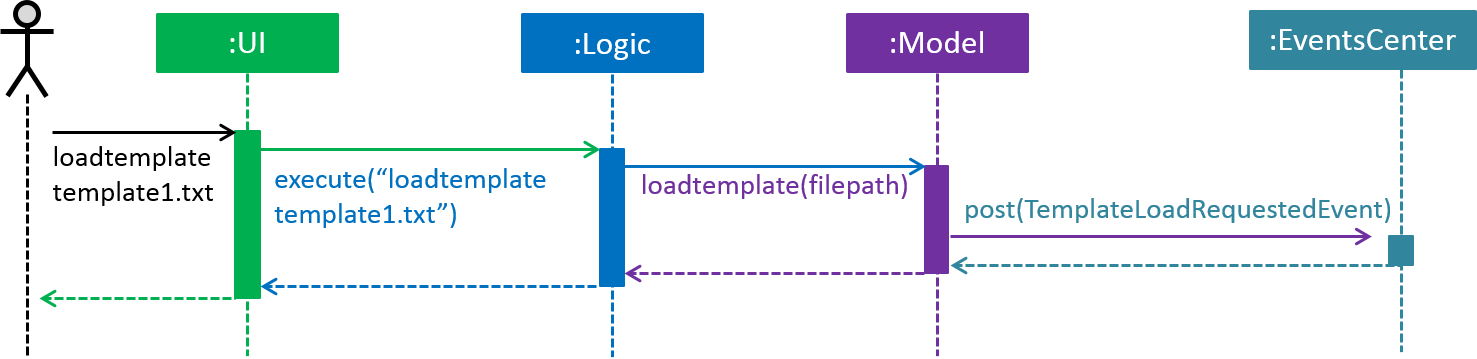 :UI
:Logic
:Model
:EventsCenter
loadtemplate
template1.txt
execute(“loadtemplate
template1.txt”)
loadtemplate(filepath)
post(TemplateLoadRequestedEvent)